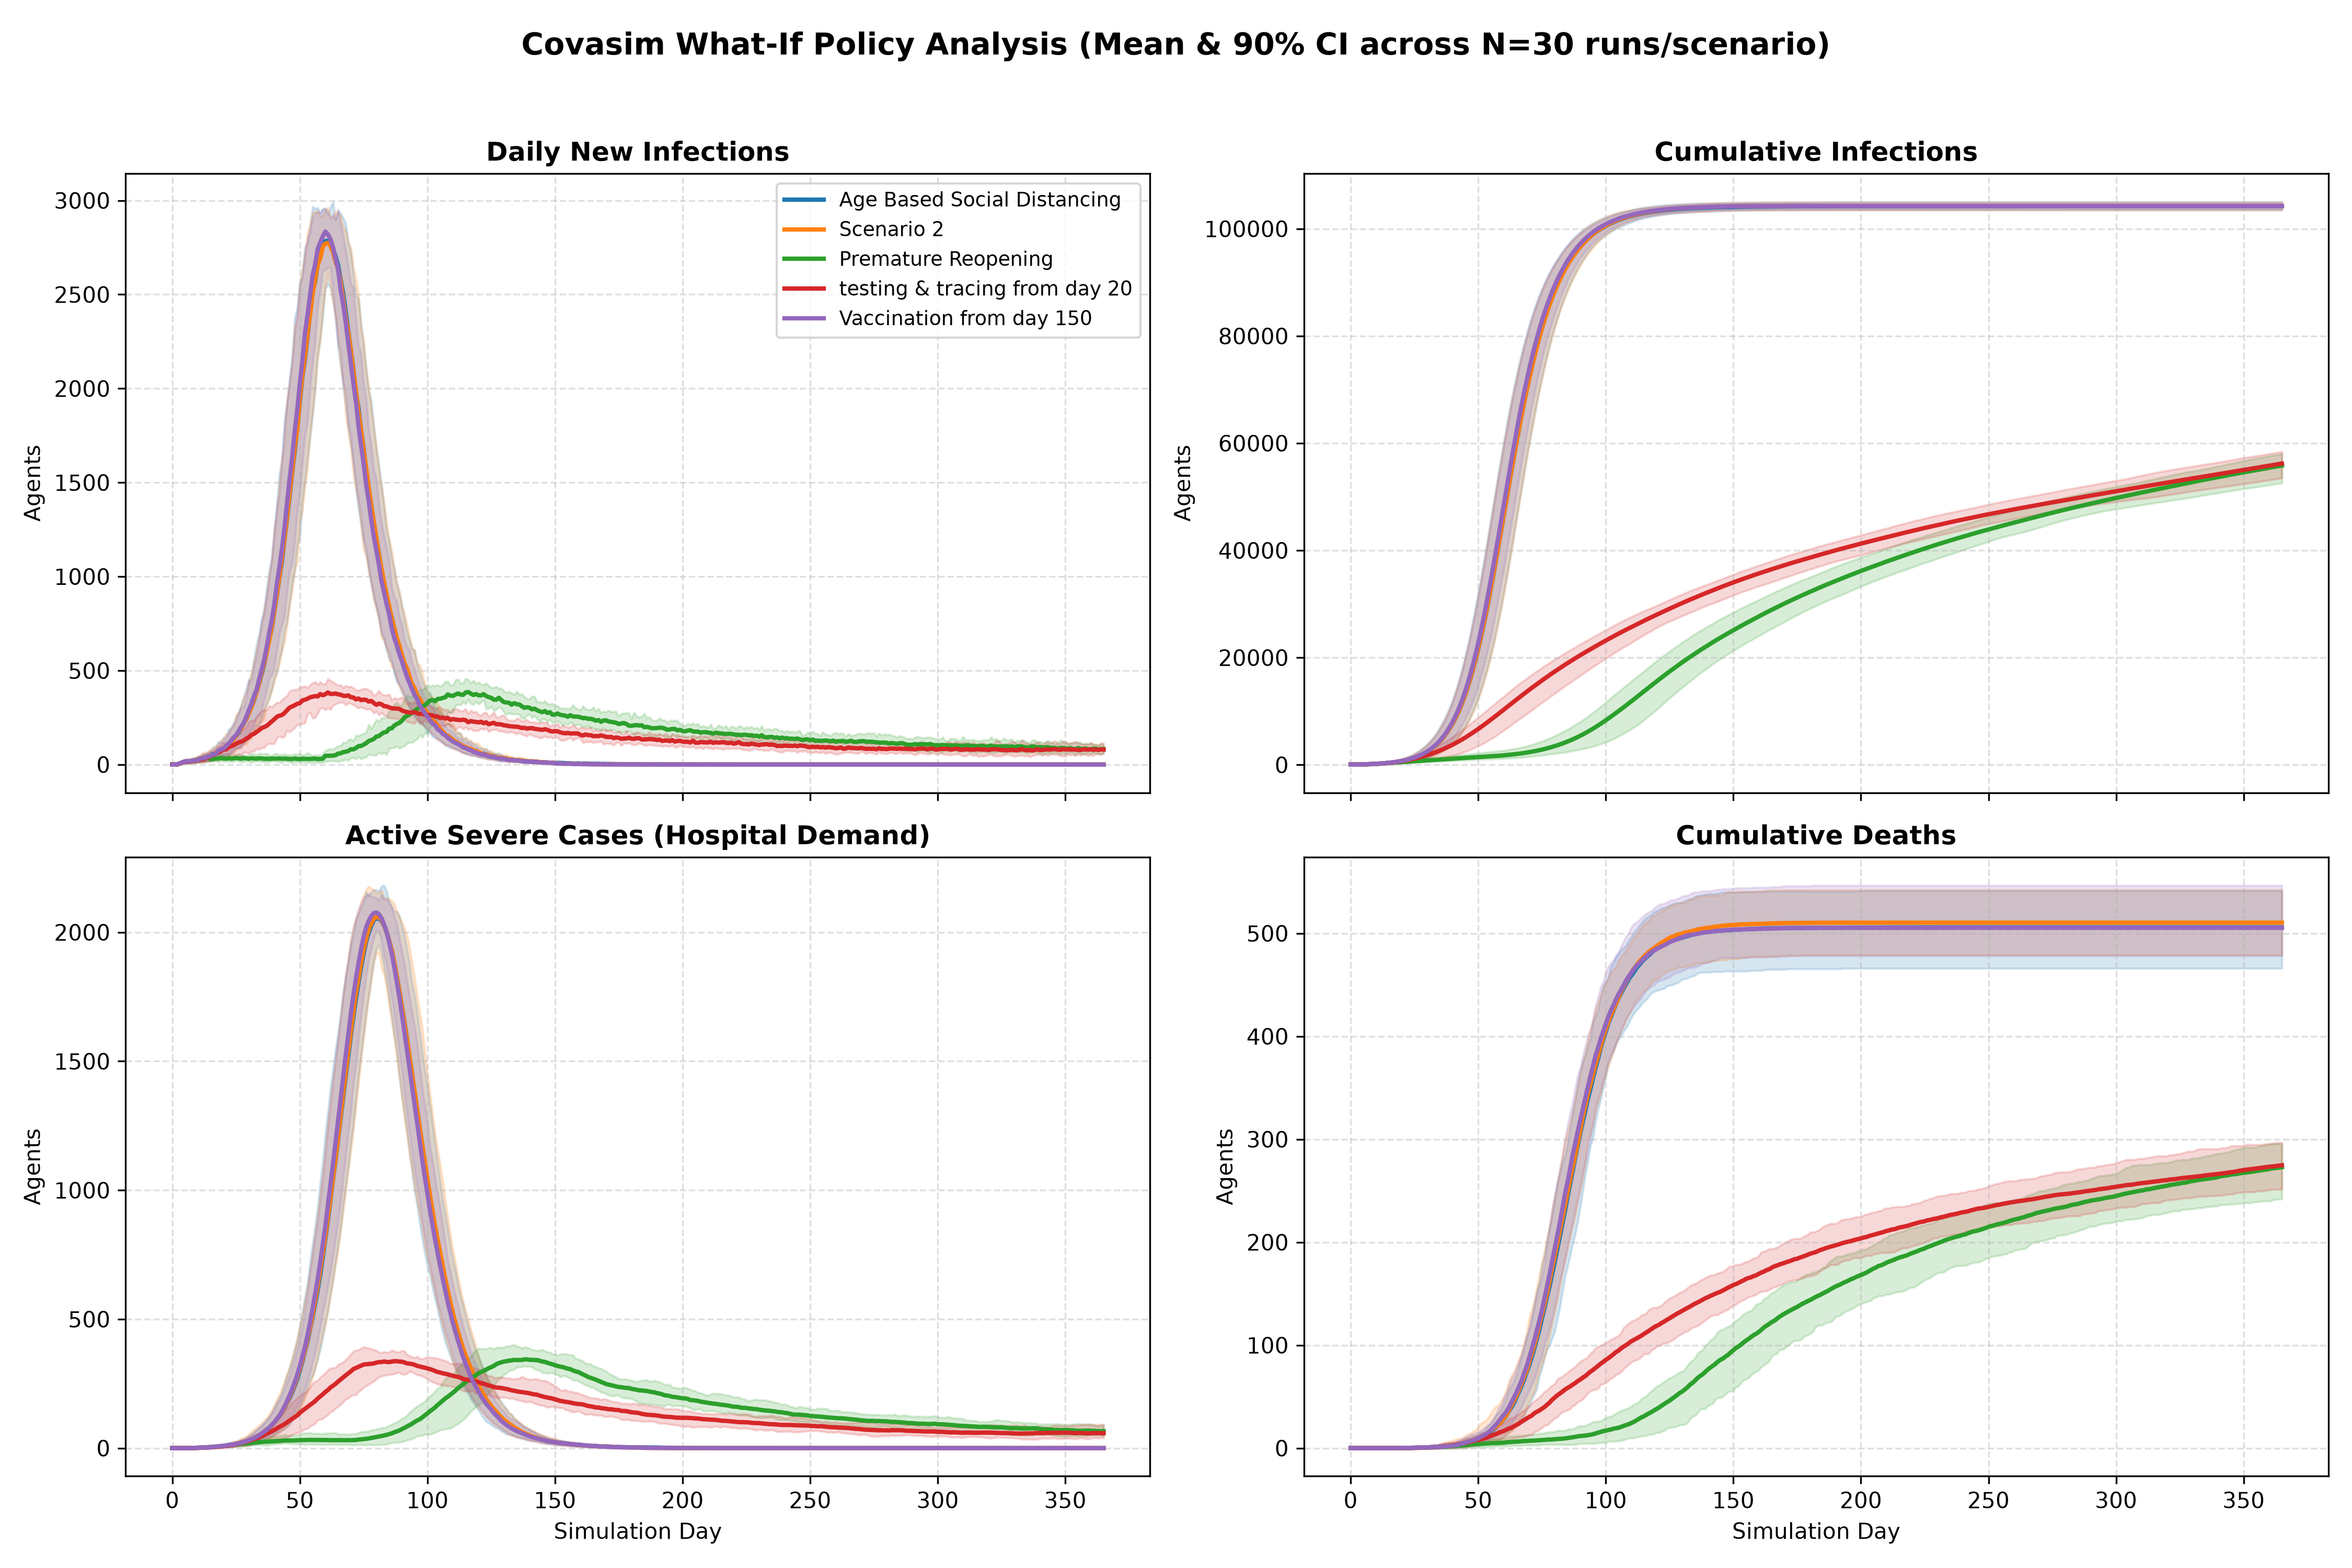 Covasim What-If Policy Analysis (Mean & 90% CI across N=30 runs/scenario)
Daily New Infections
Agents
3000
2500
2000
1500
1000
500
0
Age Based Social Distancing
Scenario 2
Premature Reopening
testing & tracing from day 20
Vaccination from day 150
Cumulative Infections
Agents
100000
80000
60000
40000
20000
0
Active Severe Cases (Hospital Demand)
Agents
2000
1500
1000
500
0
0 50 100 150 200 250 300 350
Simulation Day
Cumulative Deaths
Agents
500
400
300
200
100
0
0 50 100 150 200 250 300 350
Simulation Day